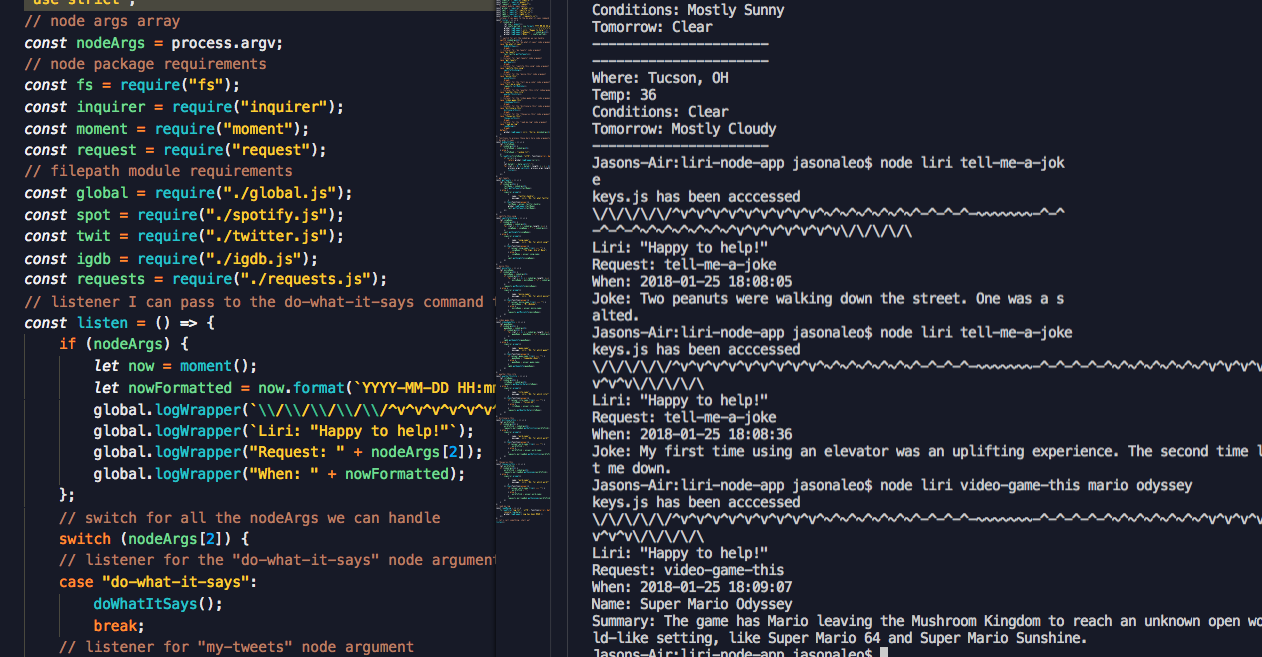 "use strict";
// node args array
const nodeArgs = process.argv;
// node package requirements
const fs = require("fs");
const inquirer = require("inquirer");
const moment = require("moment");
const request = require("request");
// filepath module requirements
const global = require("./global.js");
const spot = require("./spotify.js");
const twit = require("./twitter.js");
const igdb = require("./igdb.js");
const requests = require("./requests.js");
// listener I can pass to the do-what-it-says command
const listen = () => {
if (nodeArgs) {
let now = moment();
let nowFormatted = now.format(`YYYY-MM-DD HH:mm
global.logWrapper(`\\/\\/\\/\\/\\/^v^v^v^v^v^v^
global.logWrapper(`Liri: "Happy to help!"`);
global.logWrapper("Request: " + nodeArgs[2]);
global.logWrapper("When: " + nowFormatted);
};
// switch for all the nodeArgs we can handle
switch (nodeArgs[2]) {
// listener for the "do-what-it-says" node argument
case "do-what-it-says":
doWhatItSays();
break;
// listener for "my-tweets" node argument
Conditions: Mostly Sunny
Tomorrow: Clear
----------------------
----------------------
Where: Tucson, OH
Temp: 36
Conditions: Clear
Tomorrow: Mostly Cloudy
----------------------
Jasons-Air:liri-node-app jasonaleo$ node liri tell-me-a-jok
e
keys.js has been acccessed
\/\/\/\/\/^v^v^v^v^v^v^v^v^v^~^~^~^~^~^~^-^-^-^-~~~~~~~-^-^
-^-^-^~^~^~^~^~^~^v^v^v^v^v^v^v\/\/\/\/\
Liri: "Happy to help!"
Request: tell-me-a-joke
When: 2018-01-25 18:08:05
Joke: Two peanuts were walking down the street. One was a s
alted.
Jasons-Air:liri-node-app jasonaleo$ node liri tell-me-a-joke
keys.js has been acccessed
\/\/\/\/\/^v^v^v^v^v^v^v^v^v^~^~^~^~^~^~^-^-^-^-~~~~~~~-^-^-^-^-^~^~^~^~^~^~^v^v^v
v^v^v\/\/\/\/\
Liri: "Happy to help!"
Request: tell-me-a-joke
When: 2018-01-25 18:08:36
Joke: My first time using an elevator was an uplifting experience. The second time l
t me down.
Jasons-Air:liri-node-app jasonaleo$ node liri video-game-this mario odyssey
keys.js has been acccessed
\/\/\/\/\/^v^v^v^v^v^v^v^v^v^~^~^~^~^~^~^-^-^-^-~~~~~~~-^-^-^-^-^~^~^~^~^~^~^v^v^v
v^v^v\/\/\/\/\
Liri: "Happy to help!"
Request: video-game-this
When: 2018-01-25 18:09:07
Name: Super Mario Odyssey
Summary: The game has Mario leaving the Mushroom Kingdom to reach an unknown open wo
ld-like setting, like Super Mario 64 and Super Mario Sunshine.
Jasons-Air:liri-node-app jasonaleo$